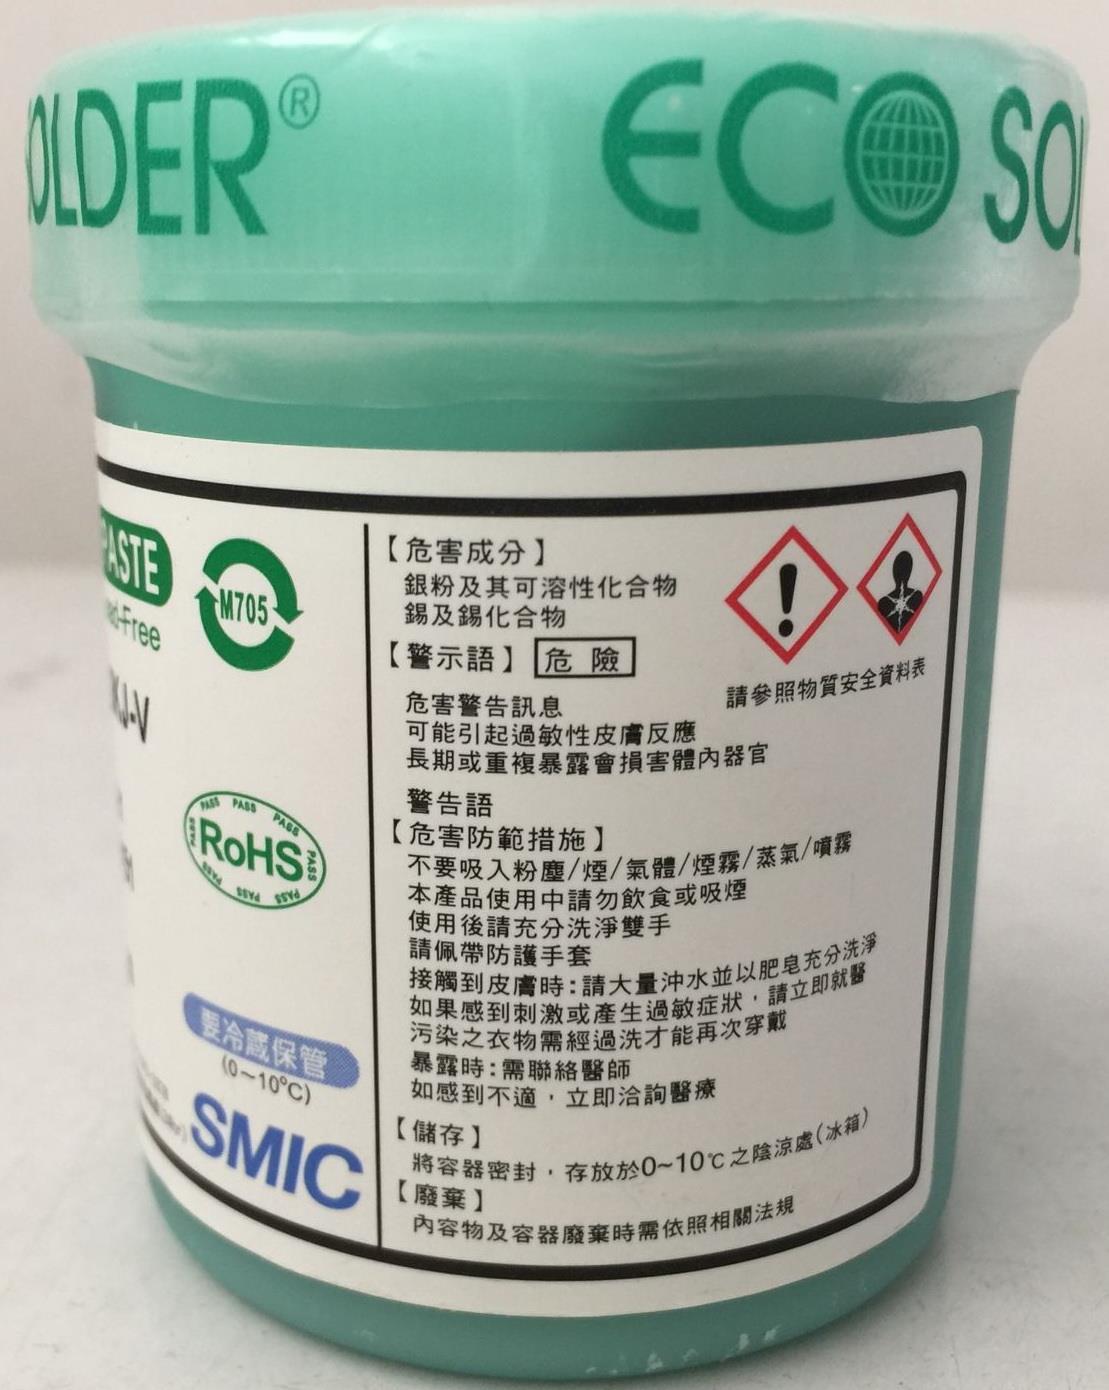 OLDER®
ECO SOL
PASTE
M705
Free
KJ-V
PASS PASS PASS PASS PASS PASS PASS PASS
RoHS
要冷蔵保管
(0~10℃)
SMIC
【危害成分】
銀粉及其可溶性化合物
錫及錫化合物
【警示語】 危險
請參照物質安全資料表
危害警告訊息
可能引起過敏性皮膚反應
長期或重複暴露會損害體內器官
警告語
【危害防範措施】
不要吸入粉塵/煙/氣體/煙霧/蒸氣/噴霧
本產品使用中請勿飲食或吸煙
使用後請充分洗淨雙手
請佩帶防護手套
接觸到皮膚時:請大量沖水並以肥皂充分洗淨
如果感到刺激或產生過敏症狀,請立即就醫
污染之衣物需經過洗才能再次穿戴
暴露時:需聯絡醫師
如感到不適,立即洽詢醫療
【儲存】
將容器密封,存放於0~10℃之陰涼處(冰箱)
【廢棄】
內容物及容器廢棄時需依照相關法規